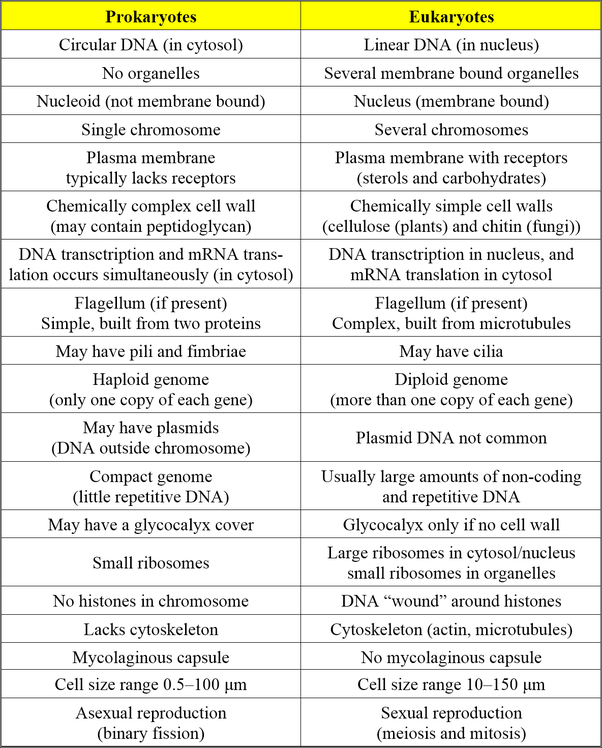 Prokaryotes Eukaryotes
Circular DNA (in cytosol) Linear DNA (in nucleus)
No organelles Several membrane bound organelles
Nucleoid (not membrane bound) Nucleus (membrane bound)
Single chromosome Several chromosomes
Plasma membrane
typically lacks receptors
Plasma membrane with receptors
(sterols and carbohydrates)
Chemically complex cell wall
(may contain peptidoglycan)
Chemically simple cell walls
(cellulose (plants) and chitin (fungi))
DNA transctription and mRNA trans-
lation occurs simultaneously (in cytosol)
DNA transctription in nucleus, and
mRNA translation in cytosol
Flagellum (if present)
Simple, built from two proteins
Flagellum (if present)
Complex, built from microtubules
May have pili and fimbriae May have cilia
Haploid genome
(only one copy of each gene)
Diploid genome
(more than one copy of each gene)
May have plasmids
(DNA outside chromosome)
Plasmid DNA not common
Compact genome
(little repetitive DNA)
Usually large amounts of non-coding
and repetitive DNA
May have a glycocalyx cover Glycocalyx only if no cell wall
Small ribosomes
Large ribosomes in cytosol/nucleus
small ribosomes in organelles
No histones in chromosome DNA “wound” around histones
Lacks cytoskeleton Cytoskeleton (actin, microtubules)
Mycolaginous capsule No mycolaginous capsule
Cell size range 0.5–100 μm Cell size range 10–150 μm
Asexual reproduction
(binary fission)
Sexual reproduction
(meiosis and mitosis)